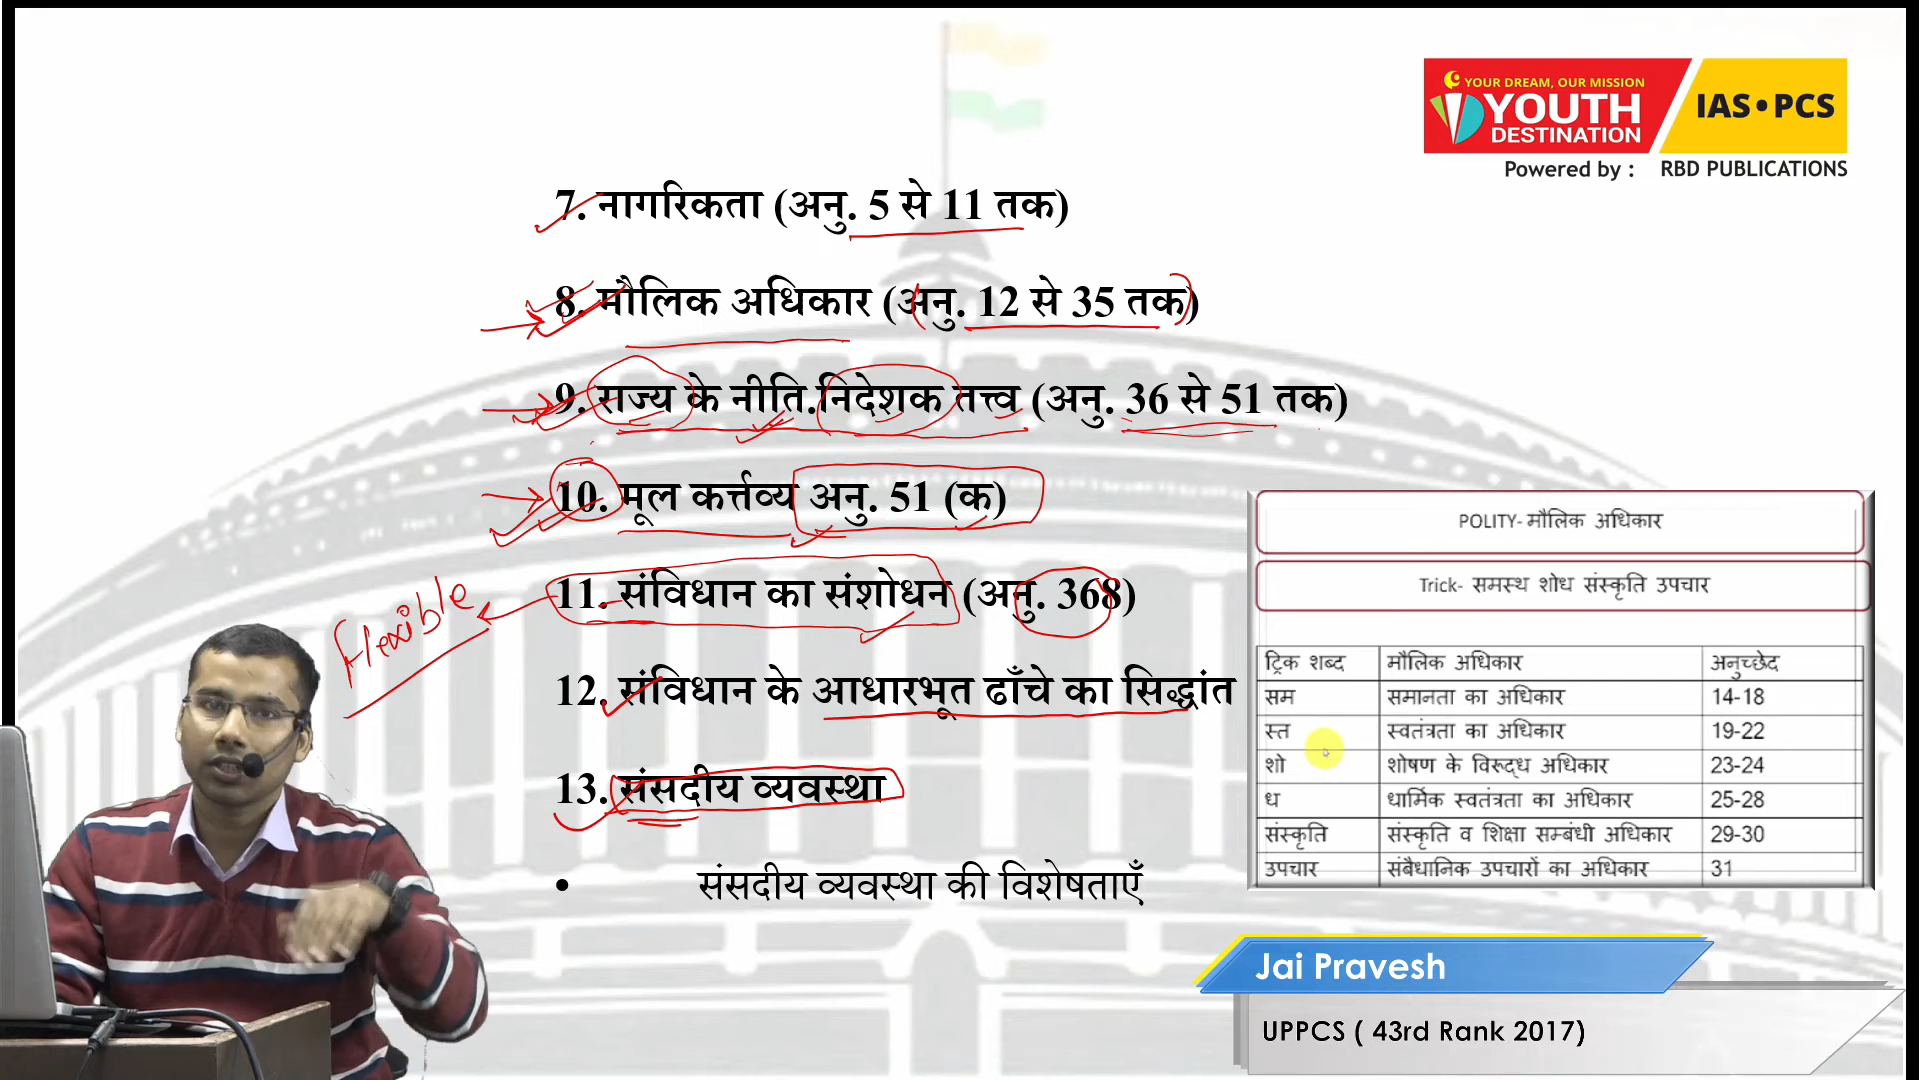 YOUR DREAM, OUR MISSION
YOUTH
DESTINATION
IAS•PCS
Powered by : RBD PUBLICATIONS
7. नागरिकता (अनु. 5 से 11 तक)
8. मौलिक अधिकार (अनु. 12 से 35 तक)
9. राज्य के नीति.निदेशक तत्त्व (अनु. 36 से 51 तक)
10. मूल कर्त्तव्य अनु. 51 (क)
11. संविधान का संशोधन (अनु. 368)
Flexible
12. संविधान के आधारभूत ढाँचे का सिद्धांत
13. संसदीय व्यवस्था
• संसदीय व्यवस्था की विशेषताएँ
POLITY- मौलिक अधिकार
Trick- समस्थ शोध संस्कृति उपचार
ट्रिक शब्द मौलिक अधिकार अनुच्छेद
सम समानता का अधिकार 14-18
स्त स्वतंत्रता का अधिकार 19-22
शो शोषण के विरूद्ध अधिकार 23-24
ध धार्मिक स्वतंत्रता का अधिकार 25-28
संस्कृति संस्कृति व शिक्षा सम्बंधी अधिकार 29-30
उपचार संबैधानिक उपचारों का अधिकार 31
Jai Pravesh
UPPCS ( 43rd Rank 2017)